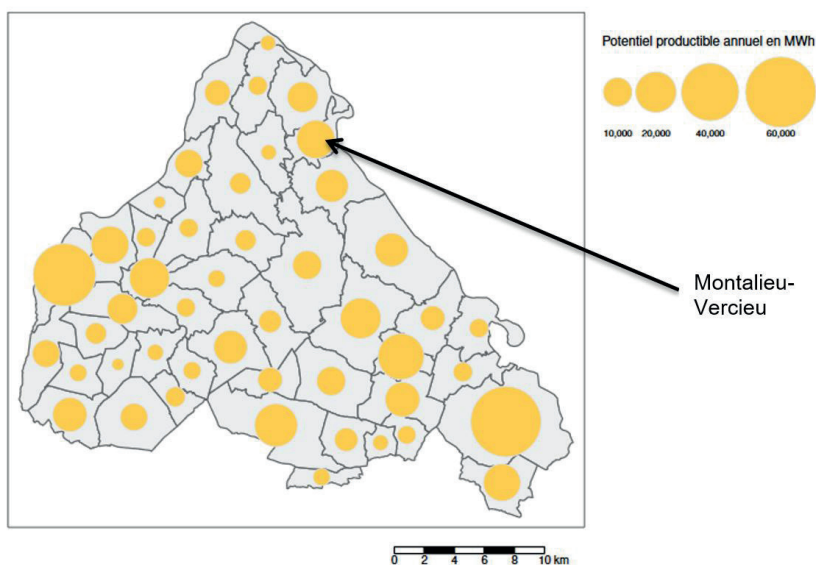 Potentiel productible annuel en MWh
10,000 20,000 40,000 60,000
Montalieu-
Vercieu
0 2 4 6 8 10 km